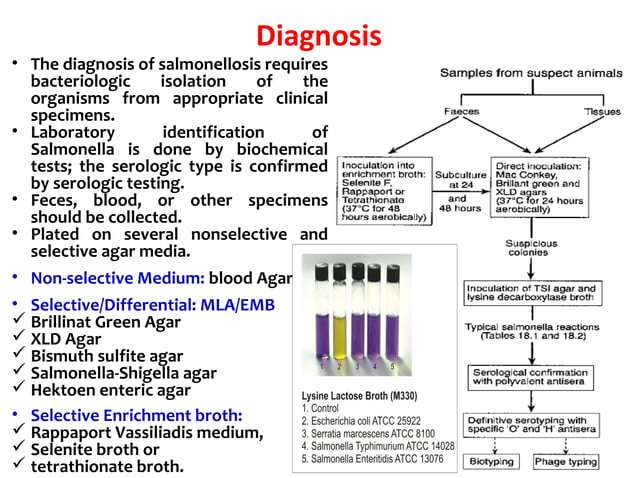 Diagnosis
• The diagnosis of salmonellosis requires
bacteriologic isolation of the
organisms from appropriate clinical
specimens.
• Laboratory identification of
Salmonella is done by biochemical
tests; the serologic type is confirmed
by serologic testing.
• Feces, blood, or other specimens
should be collected.
• Plated on several nonselective and
selective agar media.
• Non-selective Medium: blood Agar
• Selective/Differential: MLA/EMB
✓ Brillinat Green Agar
✓ XLD Agar
✓ Bismuth sulfite agar
✓ Salmonella-Shigella agar
✓ Hektoen enteric agar
• Selective Enrichment broth:
✓ Rappaport Vassiliadis medium,
✓ Selenite broth or
✓ tetrathionate broth.
1 2 3 4 5
Lysine Lactose Broth (M330)
1. Control
2. Escherichia coli ATCC 25922
3. Serratia marcescens ATCC 8100
4. Salmonella Typhimurium ATCC 14028
5. Salmonella Enteritidis ATCC 13076
Samples from suspect animals
Faeces
Tissues
Inoculation into
enrichment broth:
Selenite F,
Rappaport or
Tetrathionate
(37°C for 48
hours aerobically)
Subculture
at 24
and
48 hours
Direct inoculation:
Mac Conkey,
Brillant green and
XLD agars
(37°C for 24 hours
aerobically)
Suspicious
colonies
Inoculation of TSI agar and
lysine decarboxylase broth
Typical salmonella reactions
(Tables 18.1 and 18.2)
Serological confirmation
with polyvalent antisera
Definitive serotyping with
specific 'O' and 'H' antisera
Biotyping
Phage typing